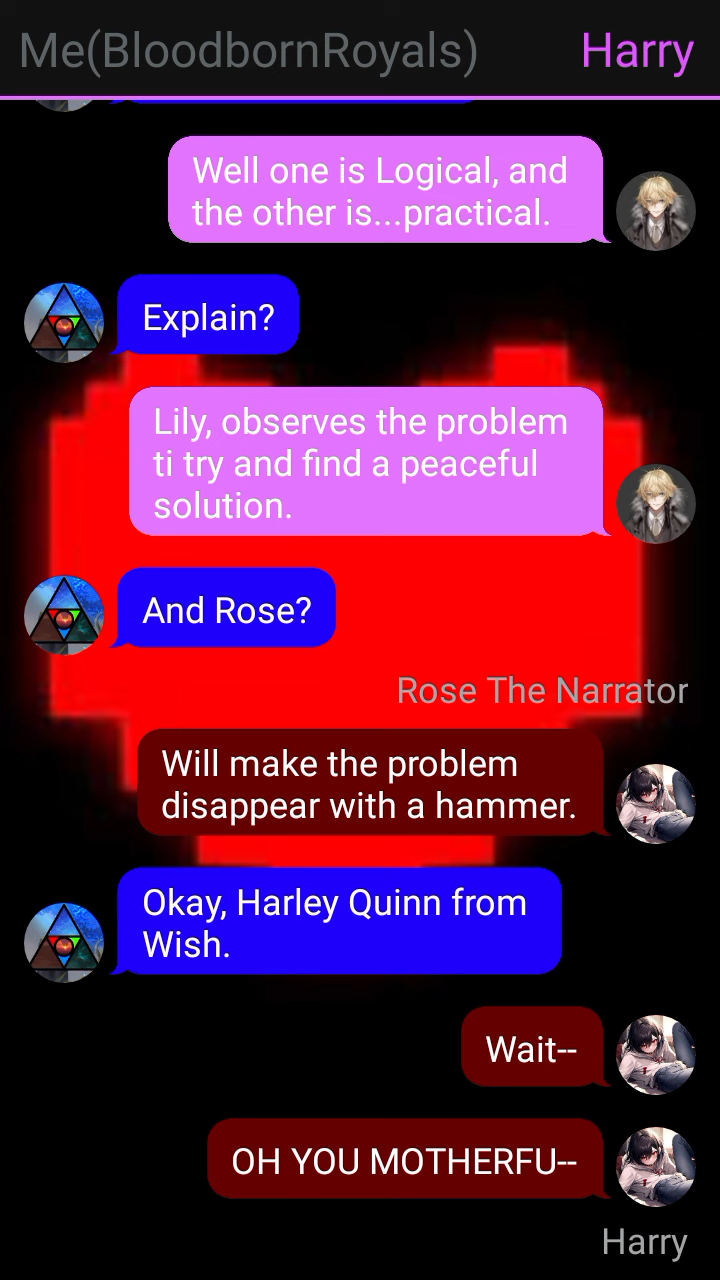 Me(BloodbornRoyals) Harry
Well one is Logical, and
the other is...practical.
Explain?
Lily, observes the problem
ti try and find a peaceful
solution.
And Rose?
Rose The Narrator
Will make the problem
disappear with a hammer.
Okay, Harley Quinn from
Wish.
Wait--
OH YOU MOTHERFU--
Harry